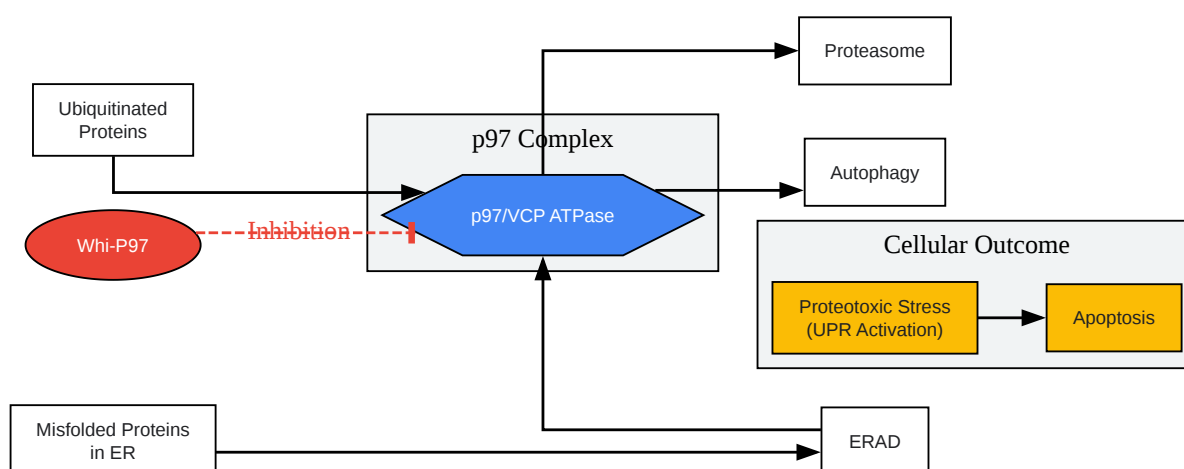 Proteasome
Ubiquitinated
Proteins
p97 Complex
Autophagy
p97/VCP ATPase
Whi-P97
Inhibition
Cellular Outcome
Proteotoxic Stress
(UPR Activation)
Apoptosis
Misfolded Proteins
in ER
ERAD